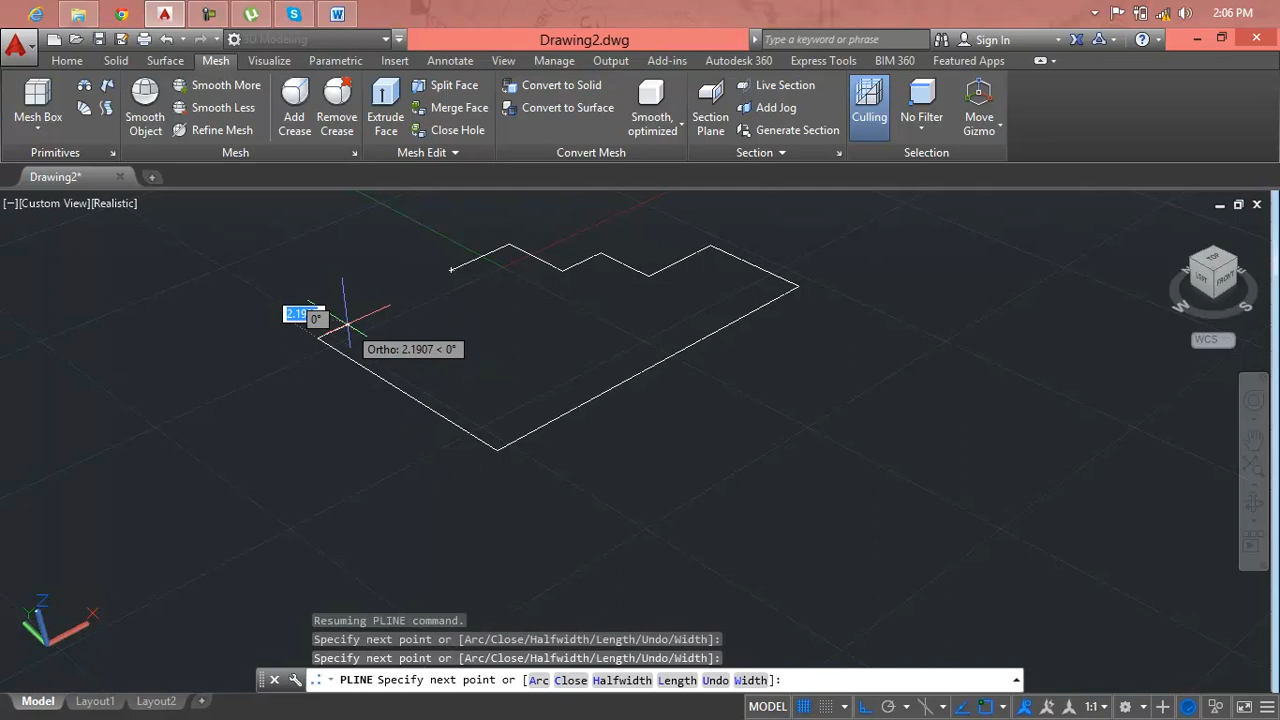 2:06 PM
3D Modeling
Drawing2.dwg
Type a keyword or phrase
Sign In
Home Solid Surface Mesh Visualize Parametric Insert Annotate View Manage Output Add-ins Autodesk 360 Express Tools BIM 360 Featured Apps
Mesh Box
Smooth Object
Smooth More
Smooth Less
Refine Mesh
Add Crease
Remove Crease
Extrude Face
Split Face
Merge Face
Close Hole
Convert to Solid
Convert to Surface
Smooth, optimized
Section Plane
Live Section
Add Jog
Generate Section
Culling
No Filter
Move Gizmo
Primitives Mesh Mesh Edit Convert Mesh Section Selection
Drawing2*
[−][Custom View][Realistic]
TOP
LEFT FRONT
W S
WCS
2.19
0°
Ortho: 2.1907 < 0°
Z
Y X
Resuming PLINE command.
Specify next point or [Arc/Close/Halfwidth/Length/Undo/Width]:
Specify next point or [Arc/Close/Halfwidth/Length/Undo/Width]:
PLINE Specify next point or [Arc Close Halfwidth Length Undo Width]:
Model Layout1 Layout2 +
MODEL 1:1